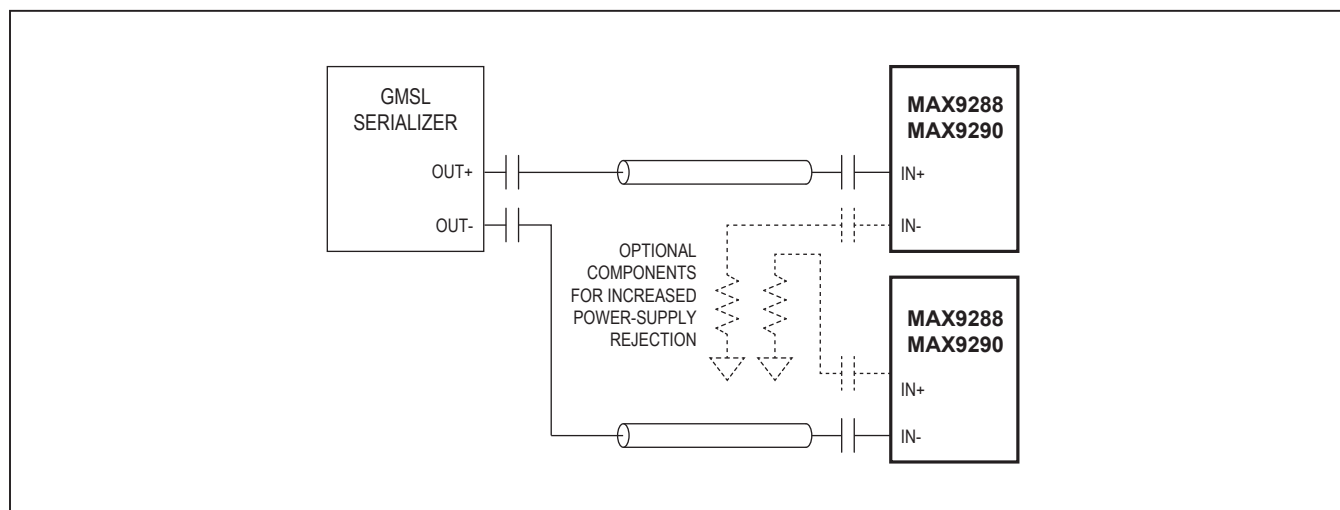 GMSL
SERIALIZER
OUT+
OUT-
MAX9288
MAX9290
IN+
IN-
OPTIONAL
COMPONENTS
FOR INCREASED
POWER-SUPPLY
REJECTION
MAX9288
MAX9290
IN+
IN-